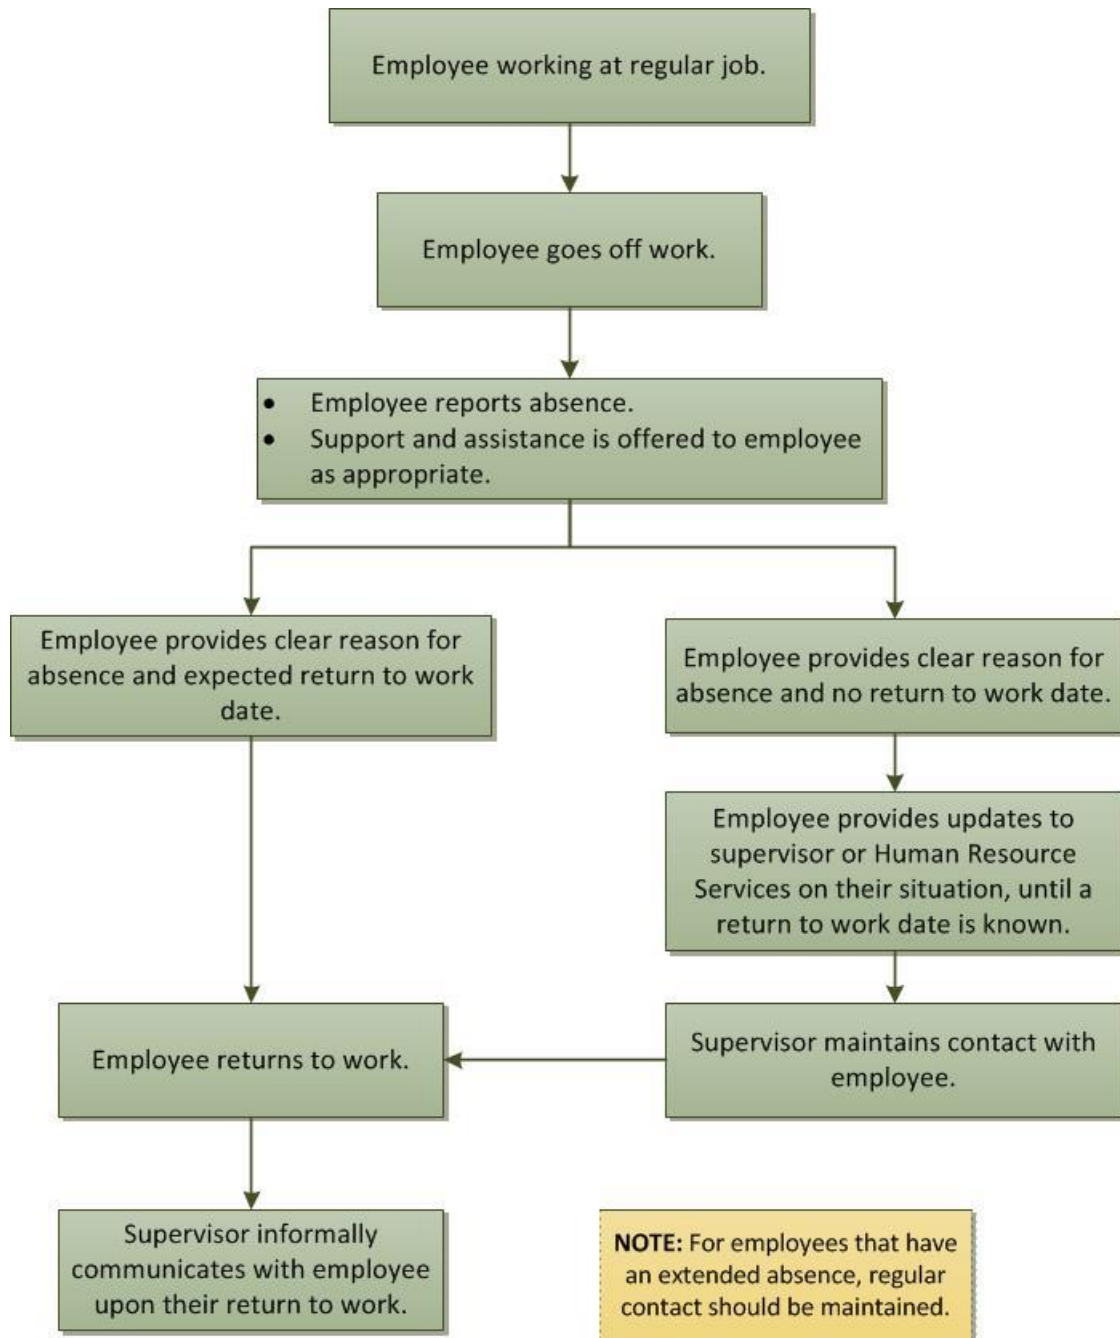 Employee working at regular job.
Employee goes off work.
• Employee reports absence.
• Support and assistance is offered to employee
as appropriate.
Employee provides clear reason for
absence and expected return to work
date.
Employee provides clear reason for
absence and no return to work date.
Employee provides updates to
supervisor or Human Resource
Services on their situation, until a
return to work date is known.
Employee returns to work.
Supervisor maintains contact with
employee.
Supervisor informally
communicates with employee
upon their return to work.
NOTE: For employees that have
an extended absence, regular
contact should be maintained.